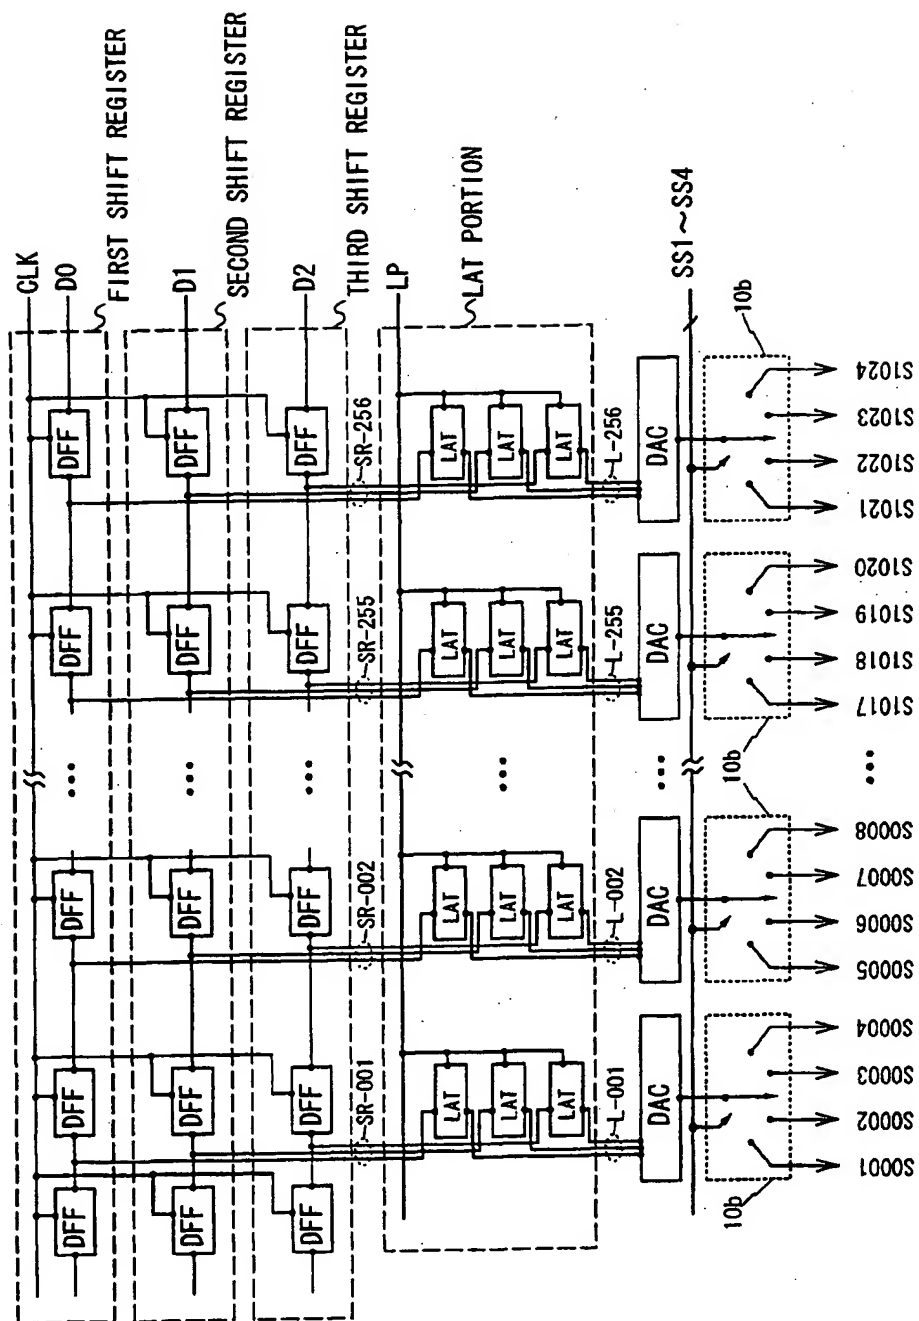 CLK
D0
FIRST SHIFT REGISTER
D1
SECOND SHIFT REGISTER
D2
THIRD SHIFT REGISTER
LP
LAT PORTION
SS1~SS4
DFF
DFF
DFF
DFF
DFF
...
DFF
DFF
DFF
DFF
DFF
...
DFF
DFF
DFF
DFF
DFF
...
SR-001
SR-002
SR-255
SR-256
LAT
LAT
LAT
LAT
LAT
LAT
LAT
LAT
LAT
LAT
LAT
LAT
...
L-001
L-002
L-255
L-256
DAC
DAC
...
DAC
DAC
10b
10b
10b
10b
S0001
S0002
S0003
S0004
S0005
S0006
S0007
S0008
...
S1017
S1018
S1019
S1020
S1021
S1022
S1023
S1024